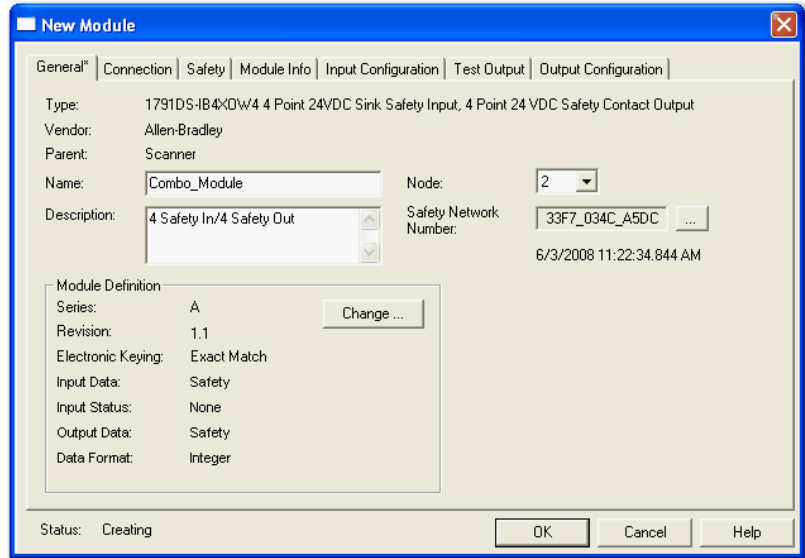 New Module
General* Connection Safety Module Info Input Configuration Test Output Output Configuration
Type: 1791DS-IB4XOW4 4 Point 24VDC Sink Safety Input, 4 Point 24 VDC Safety Contact Output
Vendor: Allen-Bradley
Parent: Scanner
Name: Combo_Module Node: 2
Description: 4 Safety In/4 Safety Out Safety Network Number: 33F7_034C_A5DC ...
6/3/2008 11:22:34.844 AM
Module Definition
Series: A Change ...
Revision: 1.1
Electronic Keying: Exact Match
Input Data: Safety
Input Status: None
Output Data: Safety
Data Format: Integer
Status: Creating OK Cancel Help